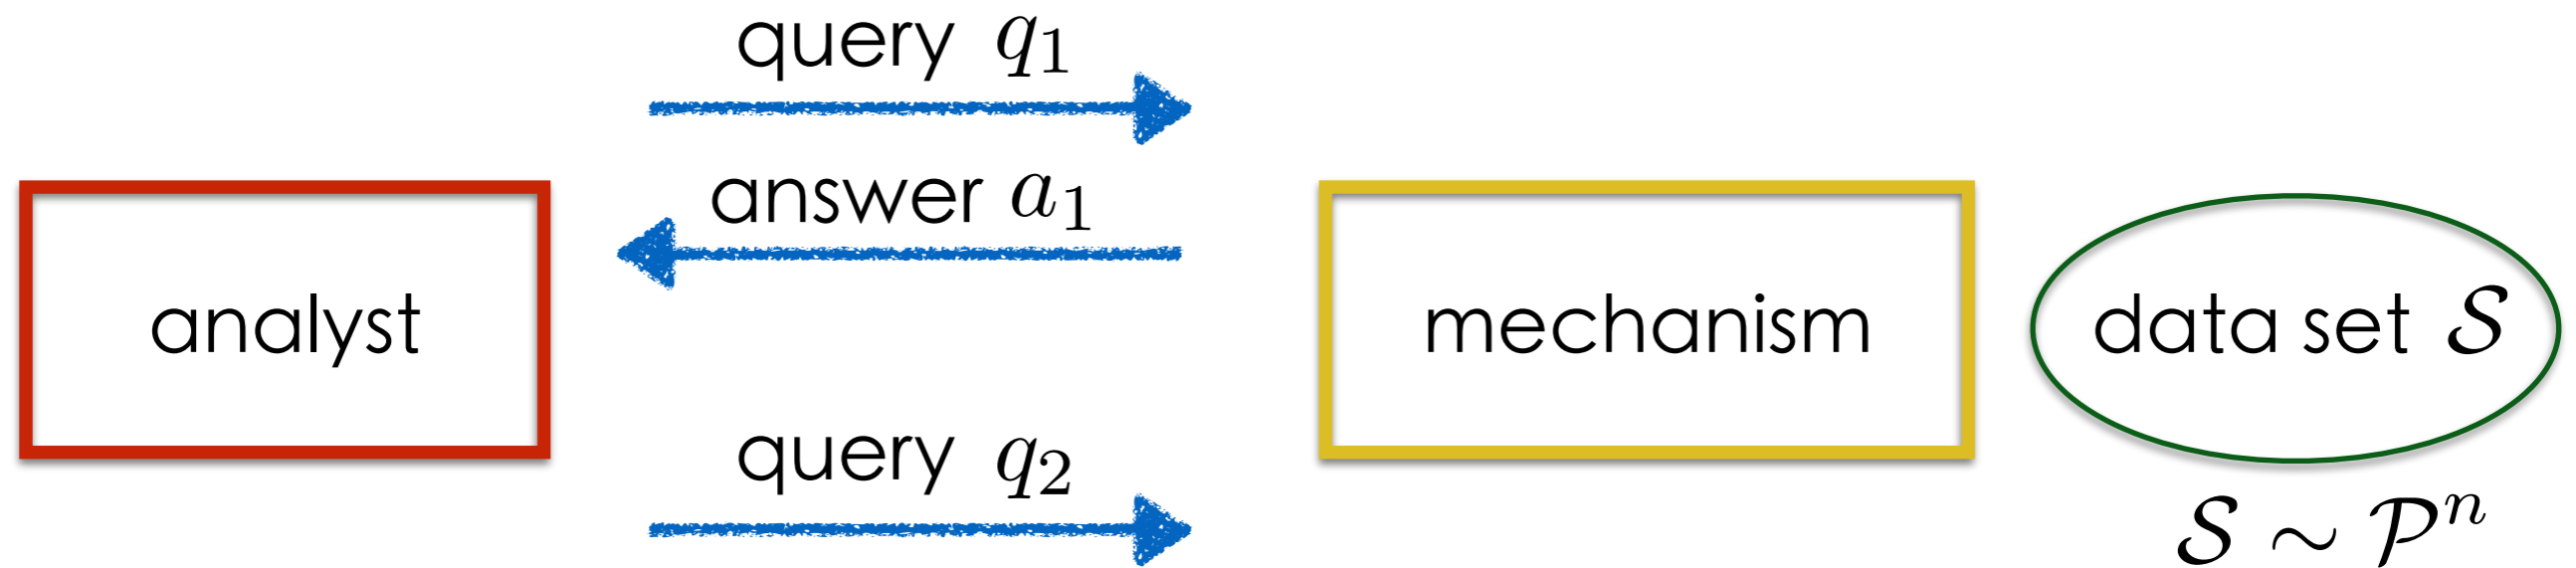 query q₁
answer a₁
analyst
mechanism
data set 𝒮
query q₂
𝒮 ∼ 𝒫ⁿ